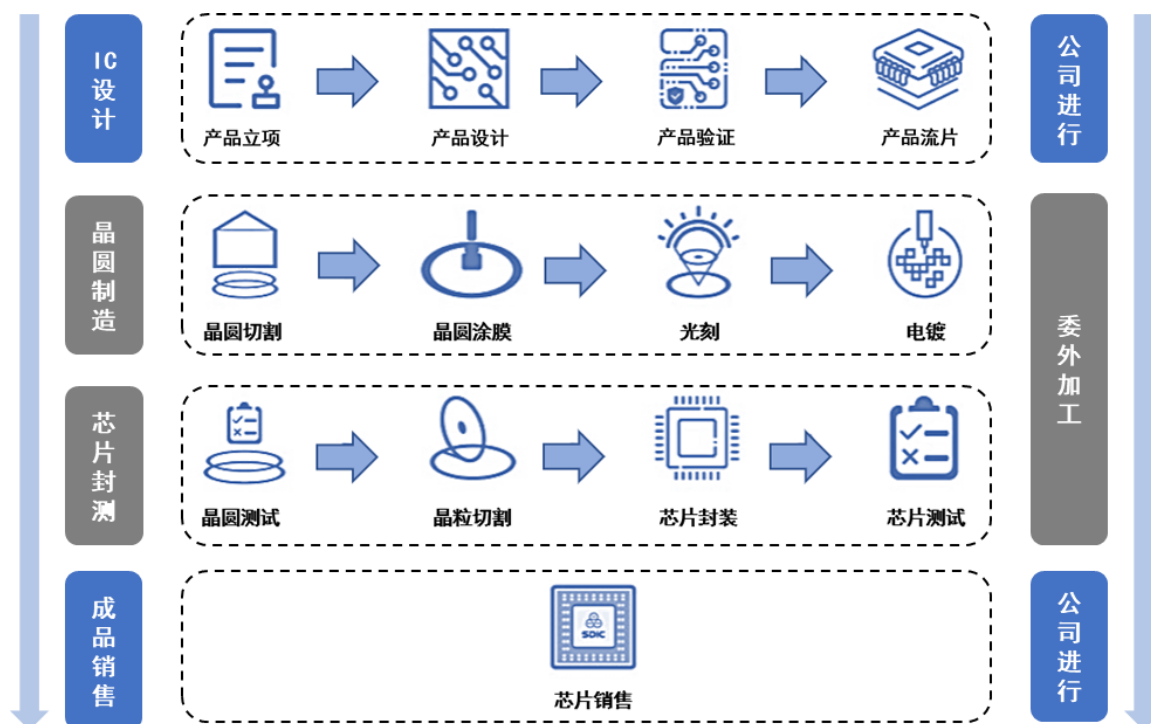 IC设计
产品立项
产品设计
产品验证
产品流片
公司进行
晶圆制造
晶圆切割
晶圆涂膜
光刻
电镀
委外加工
芯片封测
晶圆测试
晶粒切割
芯片封装
芯片测试
成品销售
SDIC
芯片销售
公司进行